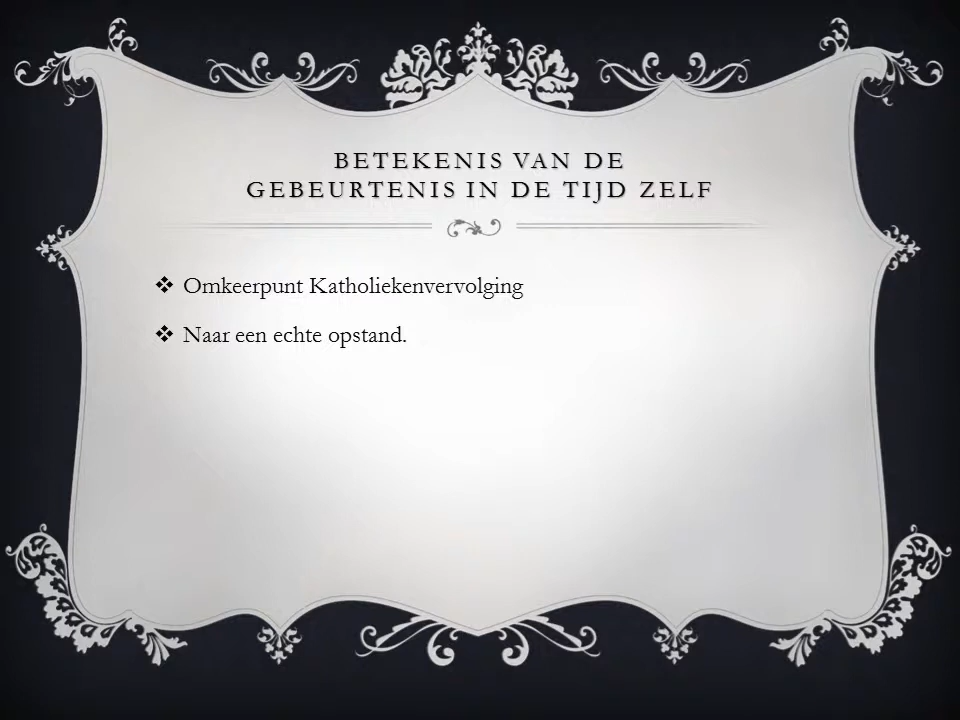 BETEKENIS VAN DE
GEBEURTENIS IN DE TIJD ZELF
❖ Omkeerpunt Katholiekenvervolging
❖ Naar een echte opstand.